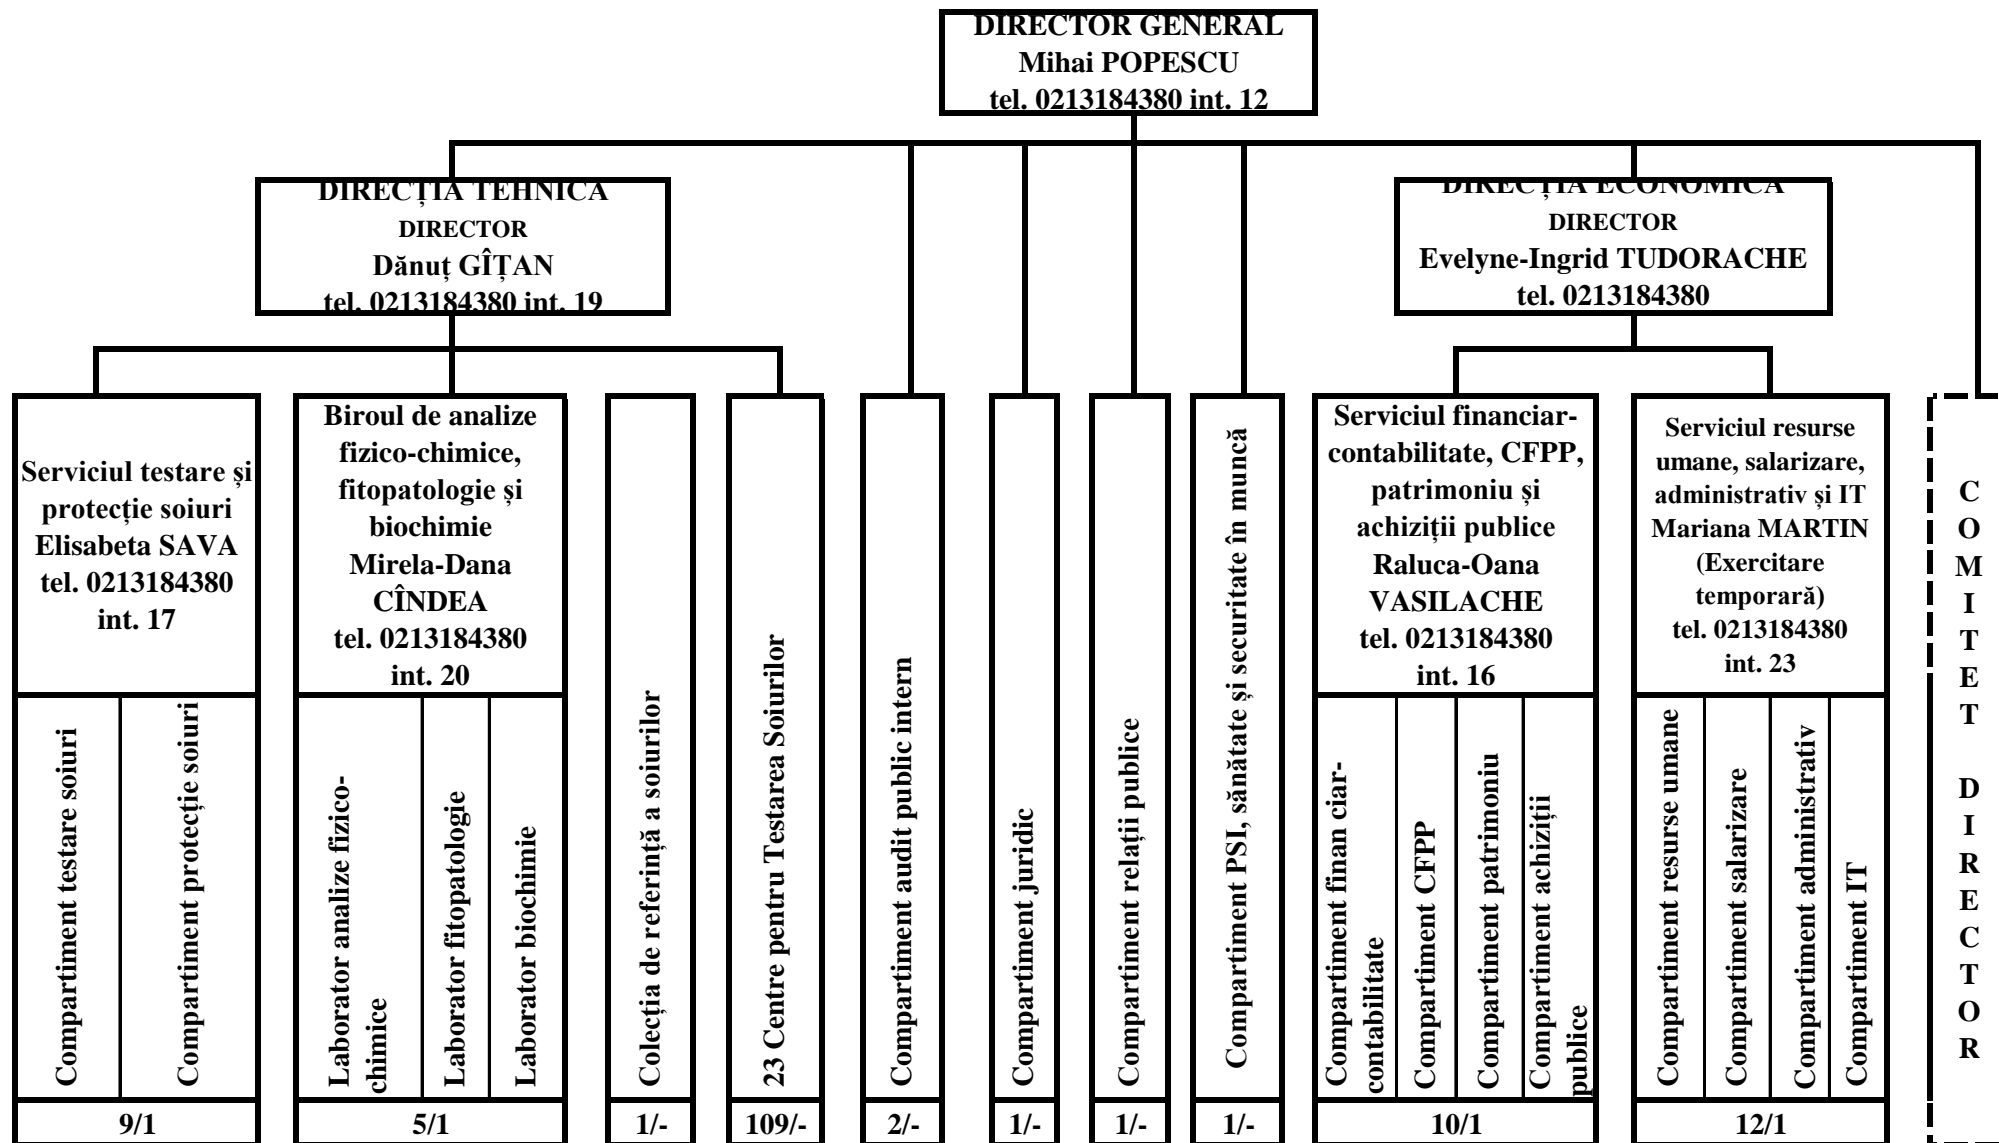 DIRECTOR GENERAL
Mihai POPESCU
tel. 0213184380 int. 12
DIRECȚIA TEHNICA
DIRECTOR
Dănuț GÎȚAN
tel. 0213184380 int. 19
DIRECȚIA ECONOMICA
DIRECTOR
Evelyne-Ingrid TUDORACHE
tel. 0213184380
Serviciul testare și
protecție soiuri
Elisabeta SAVA
tel. 0213184380
int. 17
Compartiment testare soiuri
Compartiment protecție soiuri
9/1
Biroul de analize
fizico-chimice,
fitopatologie și
biochimie
Mirela-Dana
CÎNDEA
tel. 0213184380
int. 20
Laborator analize fizico-
chimice
Laborator fitopatologie
Laborator biochimie
5/1
Colecția de referință a soiurilor
1/-
23 Centre pentru Testarea Soiurilor
109/-
Compartiment audit public intern
2/-
Compartiment juridic
1/-
Compartiment relații publice
1/-
Compartiment PSI, sănătate și securitate în muncă
1/-
Serviciul financiar-
contabilitate, CFPP,
patrimoniu și
achiziții publice
Raluca-Oana
VASILACHE
tel. 0213184380
int. 16
Compartiment finan ciar-
contabilitate
Compartiment CFPP
Compartiment patrimoniu
Compartiment achiziții
publice
10/1
Serviciul resurse
umane, salarizare,
administrativ și IT
Mariana MARTIN
(Exercitare
temporară)
tel. 0213184380
int. 23
Compartiment resurse umane
Compartiment salarizare
Compartiment administrativ
Compartiment IT
12/1
COMITET
DIRECTOR